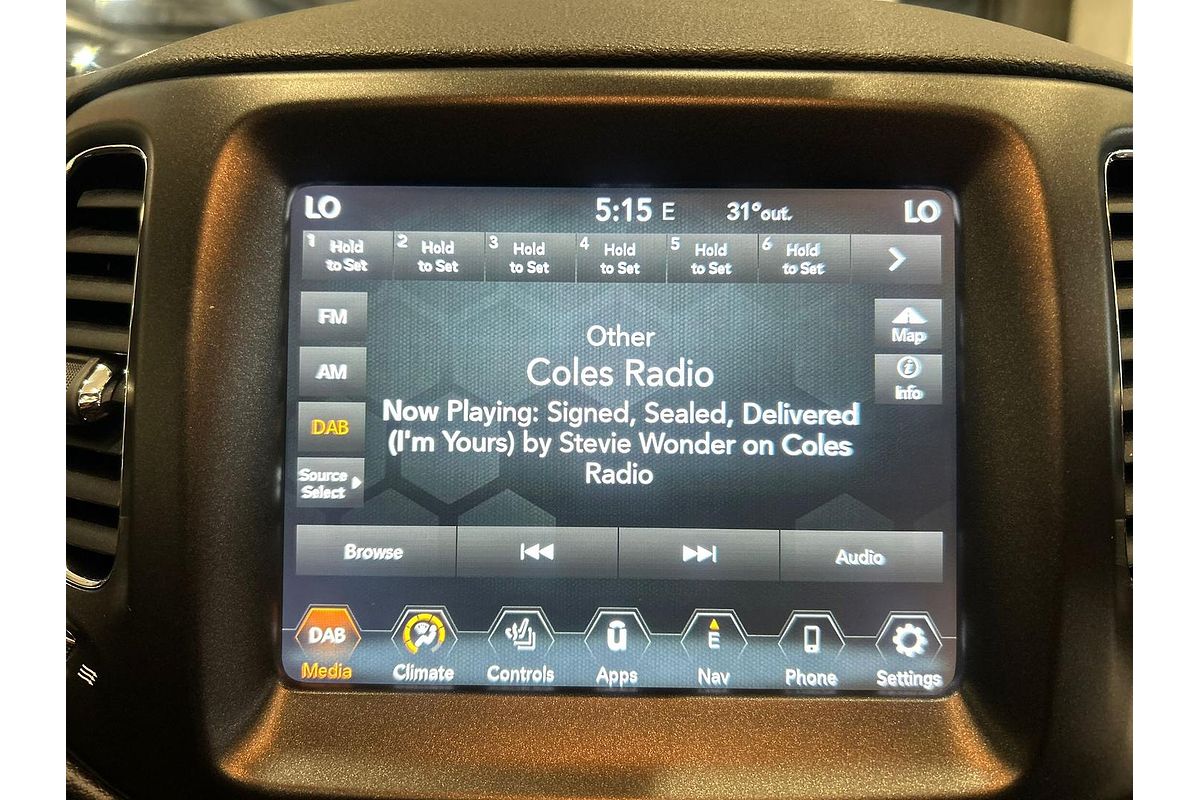 LO 5:15 E 31°out. LO
1 Hold to Set
2 Hold to Set
3 Hold to Set
4 Hold to Set
5 Hold to Set
6 Hold to Set
FM
AM
DAB
Source
Select
Other
Coles Radio
Now Playing: Signed, Sealed, Delivered
(I'm Yours) by Stevie Wonder on Coles
Radio
Map
Info
Browse
Audio
DAB
E
Media Climate Controls Apps Nav Phone Settings